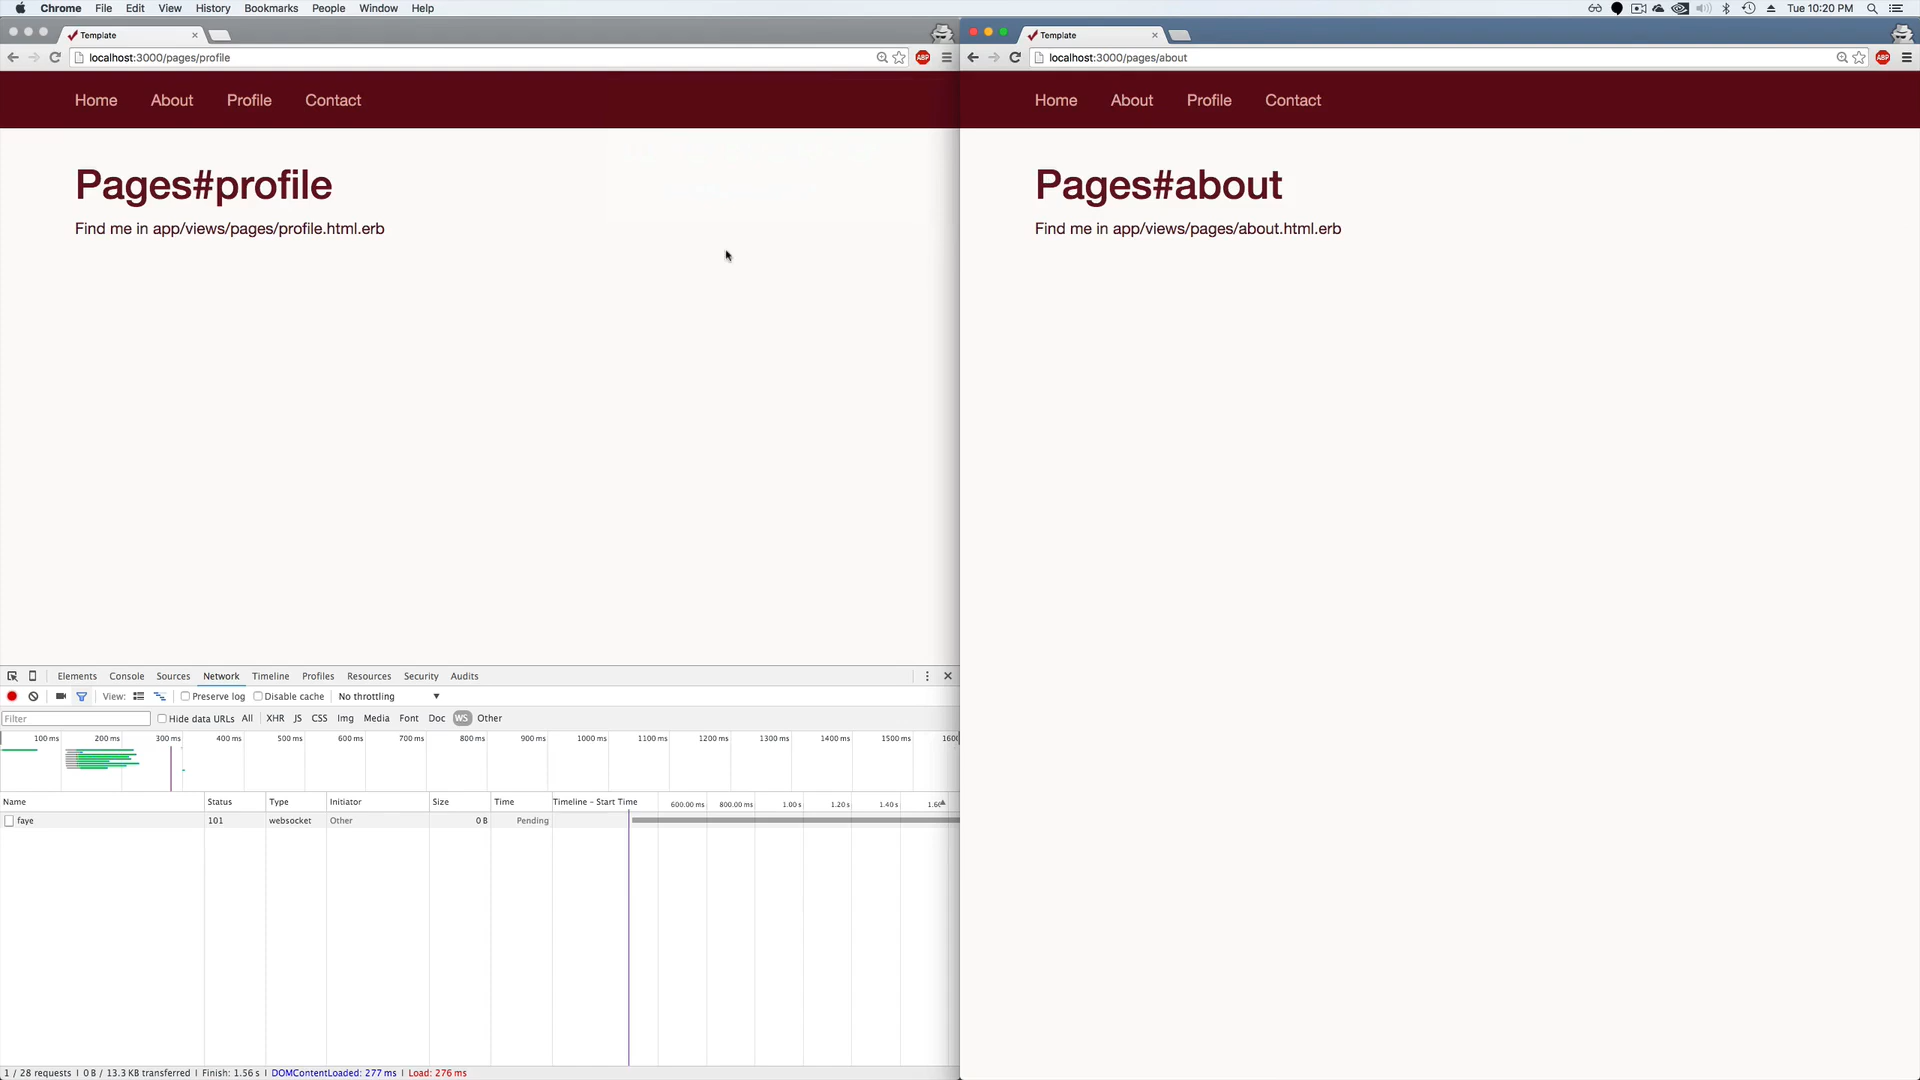 Chrome File Edit View History Bookmarks People Window Help
Tue 10:20 PM
Template
localhost:3000/pages/profile
ABP
Home About Profile Contact
Pages#profile
Find me in app/views/pages/profile.html.erb
Template
localhost:3000/pages/about
ABP
Home About Profile Contact
Pages#about
Find me in app/views/pages/about.html.erb
Elements Console Sources Network Timeline Profiles Resources Security Audits
View: Preserve log Disable cache No throttling
Filter Hide data URLs All XHR JS CSS Img Media Font Doc WS Other
100 ms 200 ms 300 ms 400 ms 500 ms 600 ms 700 ms 800 ms 900 ms 1000 ms 1100 ms 1200 ms 1300 ms 1400 ms 1500 ms
Name Status Type Initiator Size Time Timeline – Start Time 600.00 ms 800.00 ms 1.00 s 1.20 s 1.40 s
faye 101 websocket Other 0 B Pending
1 / 28 requests | 0 B / 13.3 KB transferred | Finish: 1.56 s | DOMContentLoaded: 277 ms | Load: 276 ms